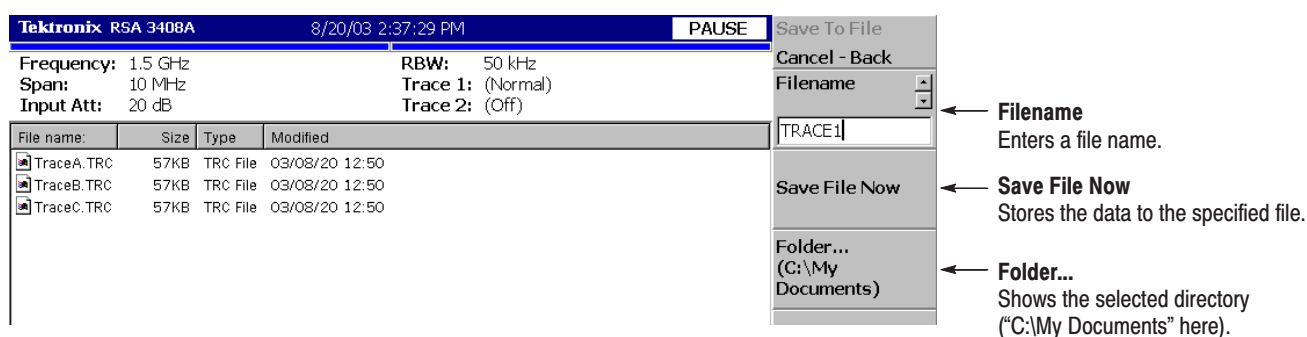 Tektronix RSA 3408A 8/20/03 2:37:29 PM PAUSE
Frequency: 1.5 GHz RBW: 50 kHz
Span: 10 MHz Trace 1: (Normal)
Input Att: 20 dB Trace 2: (Off)
File name: Size Type Modified
TraceA.TRC 57KB TRC File 03/08/20 12:50
TraceB.TRC 57KB TRC File 03/08/20 12:50
TraceC.TRC 57KB TRC File 03/08/20 12:50
Save To File
Cancel - Back
Filename
TRACE1
Save File Now
Folder...
(C:\My
Documents)
Filename
Enters a file name.
Save File Now
Stores the data to the specified file.
Folder...
Shows the selected directory
(“C:\My Documents” here).